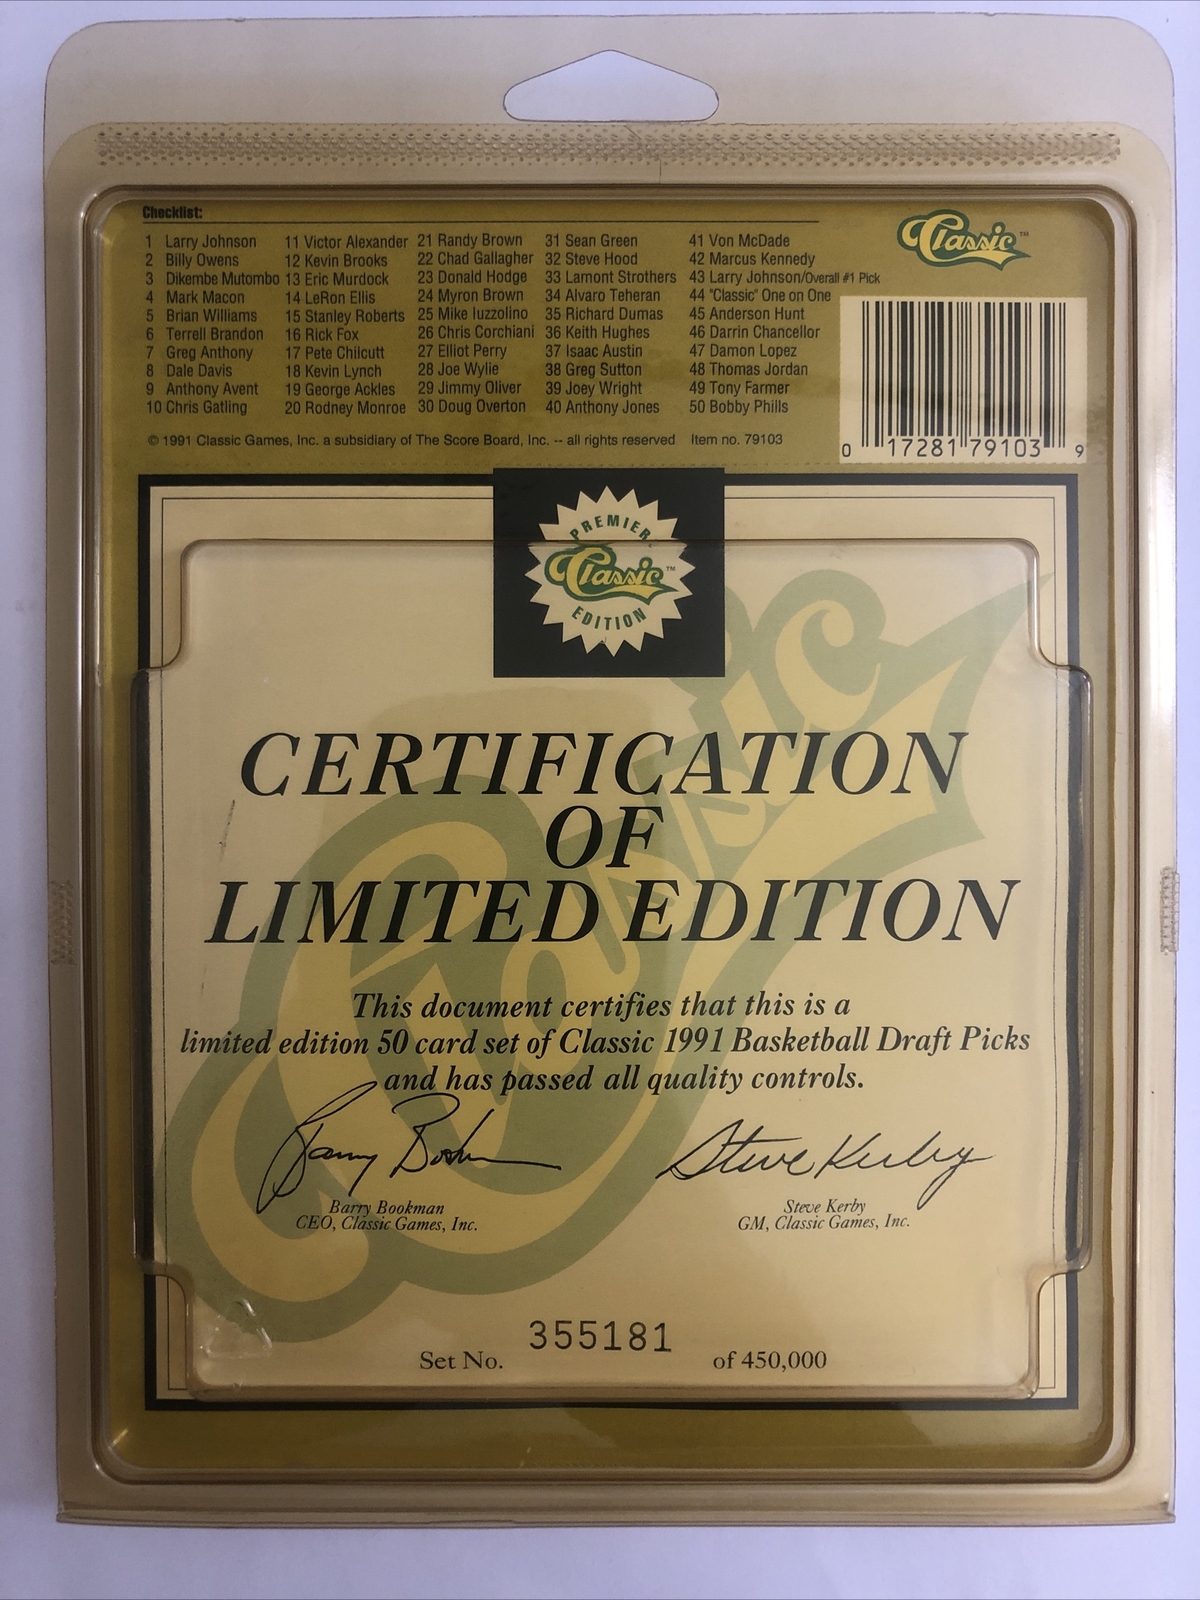 Checklist:
Classic™
1 Larry Johnson
2 Billy Owens
3 Dikembe Mutombo
4 Mark Macon
5 Brian Williams
6 Terrell Brandon
7 Greg Anthony
8 Dale Davis
9 Anthony Avent
10 Chris Gatling
11 Victor Alexander
12 Kevin Brooks
13 Eric Murdock
14 LeRon Ellis
15 Stanley Roberts
16 Rick Fox
17 Pete Chilcutt
18 Kevin Lynch
19 George Ackles
20 Rodney Monroe
21 Randy Brown
22 Chad Gallagher
23 Donald Hodge
24 Myron Brown
25 Mike Iuzzolino
26 Chris Corchiani
27 Elliot Perry
28 Joe Wylie
29 Jimmy Oliver
30 Doug Overton
31 Sean Green
32 Steve Hood
33 Lamont Strothers
34 Alvaro Teheran
35 Richard Dumas
36 Keith Hughes
37 Isaac Austin
38 Greg Sutton
39 Joey Wright
40 Anthony Jones
41 Von McDade
42 Marcus Kennedy
43 Larry Johnson/Overall #1 Pick
44 "Classic" One on One
45 Anderson Hunt
46 Darrin Chancellor
47 Damon Lopez
48 Thomas Jordan
49 Tony Farmer
50 Bobby Phills
© 1991 Classic Games, Inc. a subsidiary of The Score Board, Inc. -- all rights reserved Item no. 79103
0 17281 79103 9
PREMIER
Classic™
EDITION
Classic
CERTIFICATION
OF
LIMITED EDITION
This document certifies that this is a
limited edition 50 card set of Classic 1991 Basketball Draft Picks
and has passed all quality controls.
Barry Bookman
Steve Kerby
Barry Bookman
CEO, Classic Games, Inc.
Steve Kerby
GM, Classic Games, Inc.
Set No. 355181 of 450,000